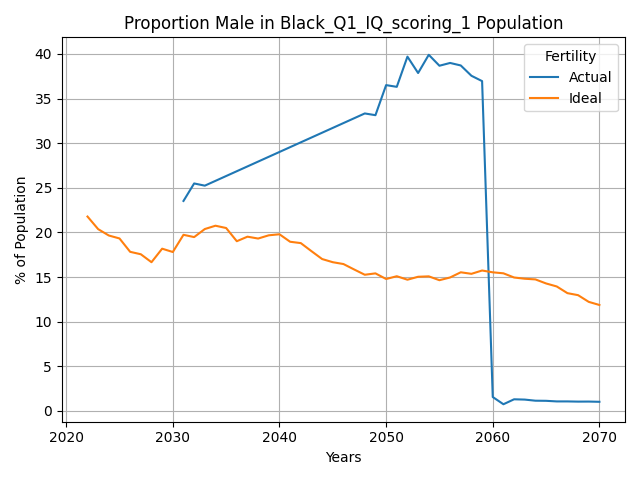 Proportion Male in Black_Q1_IQ_scoring_1 Population
Fertility
Actual
Ideal
% of Population
40
35
30
25
20
15
10
5
0
2020
2030
2040
2050
2060
2070
Years